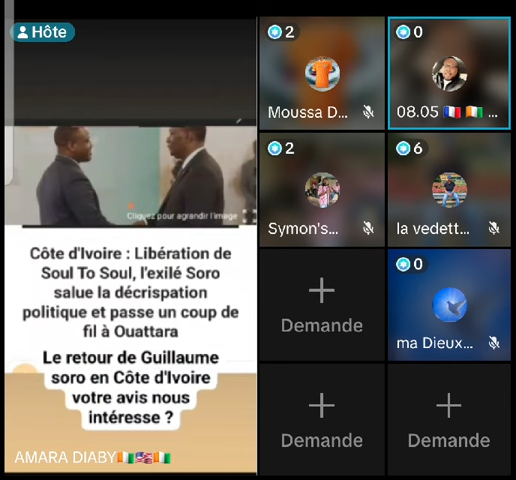 Hôte
Cliquez pour agrandir l'image
Côte d'Ivoire : Libération de
Soul To Soul, l'exilé Soro
salue la décrispation
politique et passe un coup de
fil à Ouattara
Le retour de Guillaume
soro en Côte d'Ivoire
votre avis nous
intéresse ?
AMARA DIABY🇨🇮🇺🇸🇨🇮
2
Moussa D...
0
08.05 🇫🇷 🇨🇮 ...
2
Symon's...
6
la vedett...
Demande
0
ma Dieux...
Demande
Demande